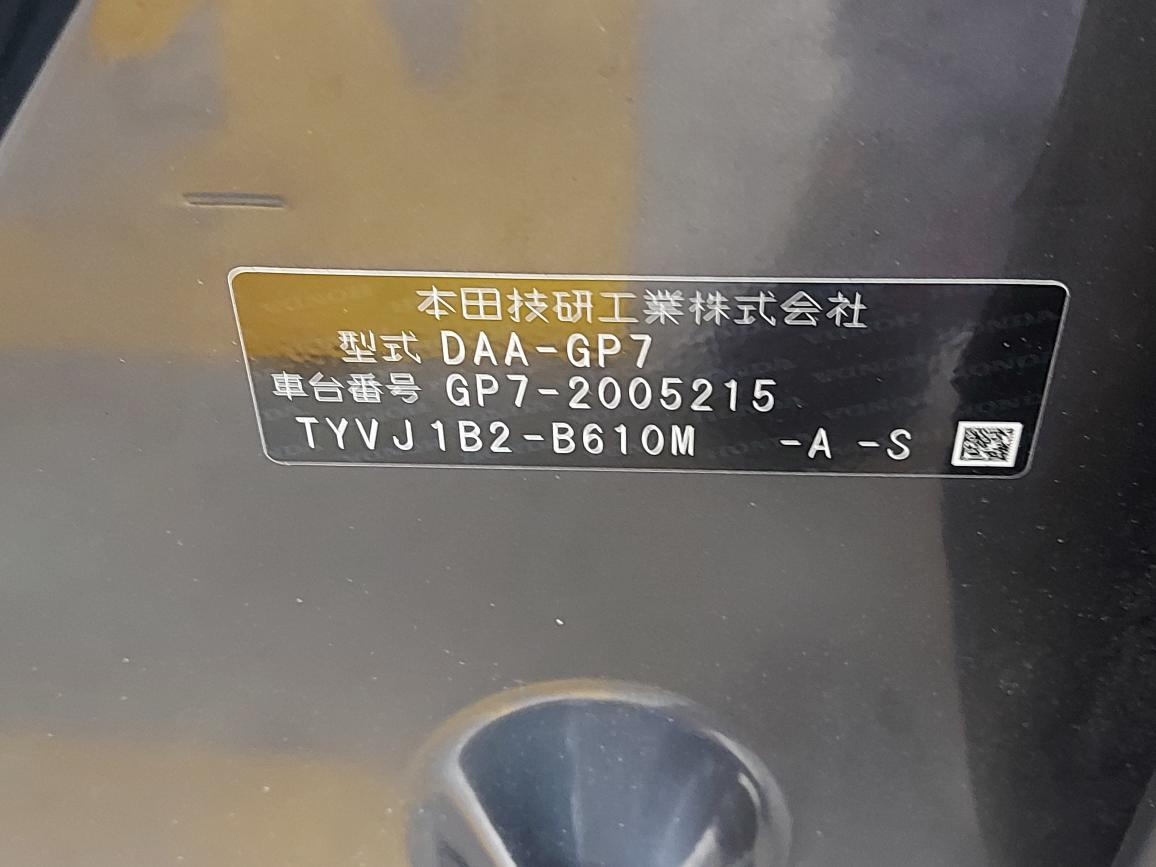 本田技研工業株式会社
型式 DAA-GP7
車台番号 GP7-2005215
TYVJ1B2-B610M -A -S